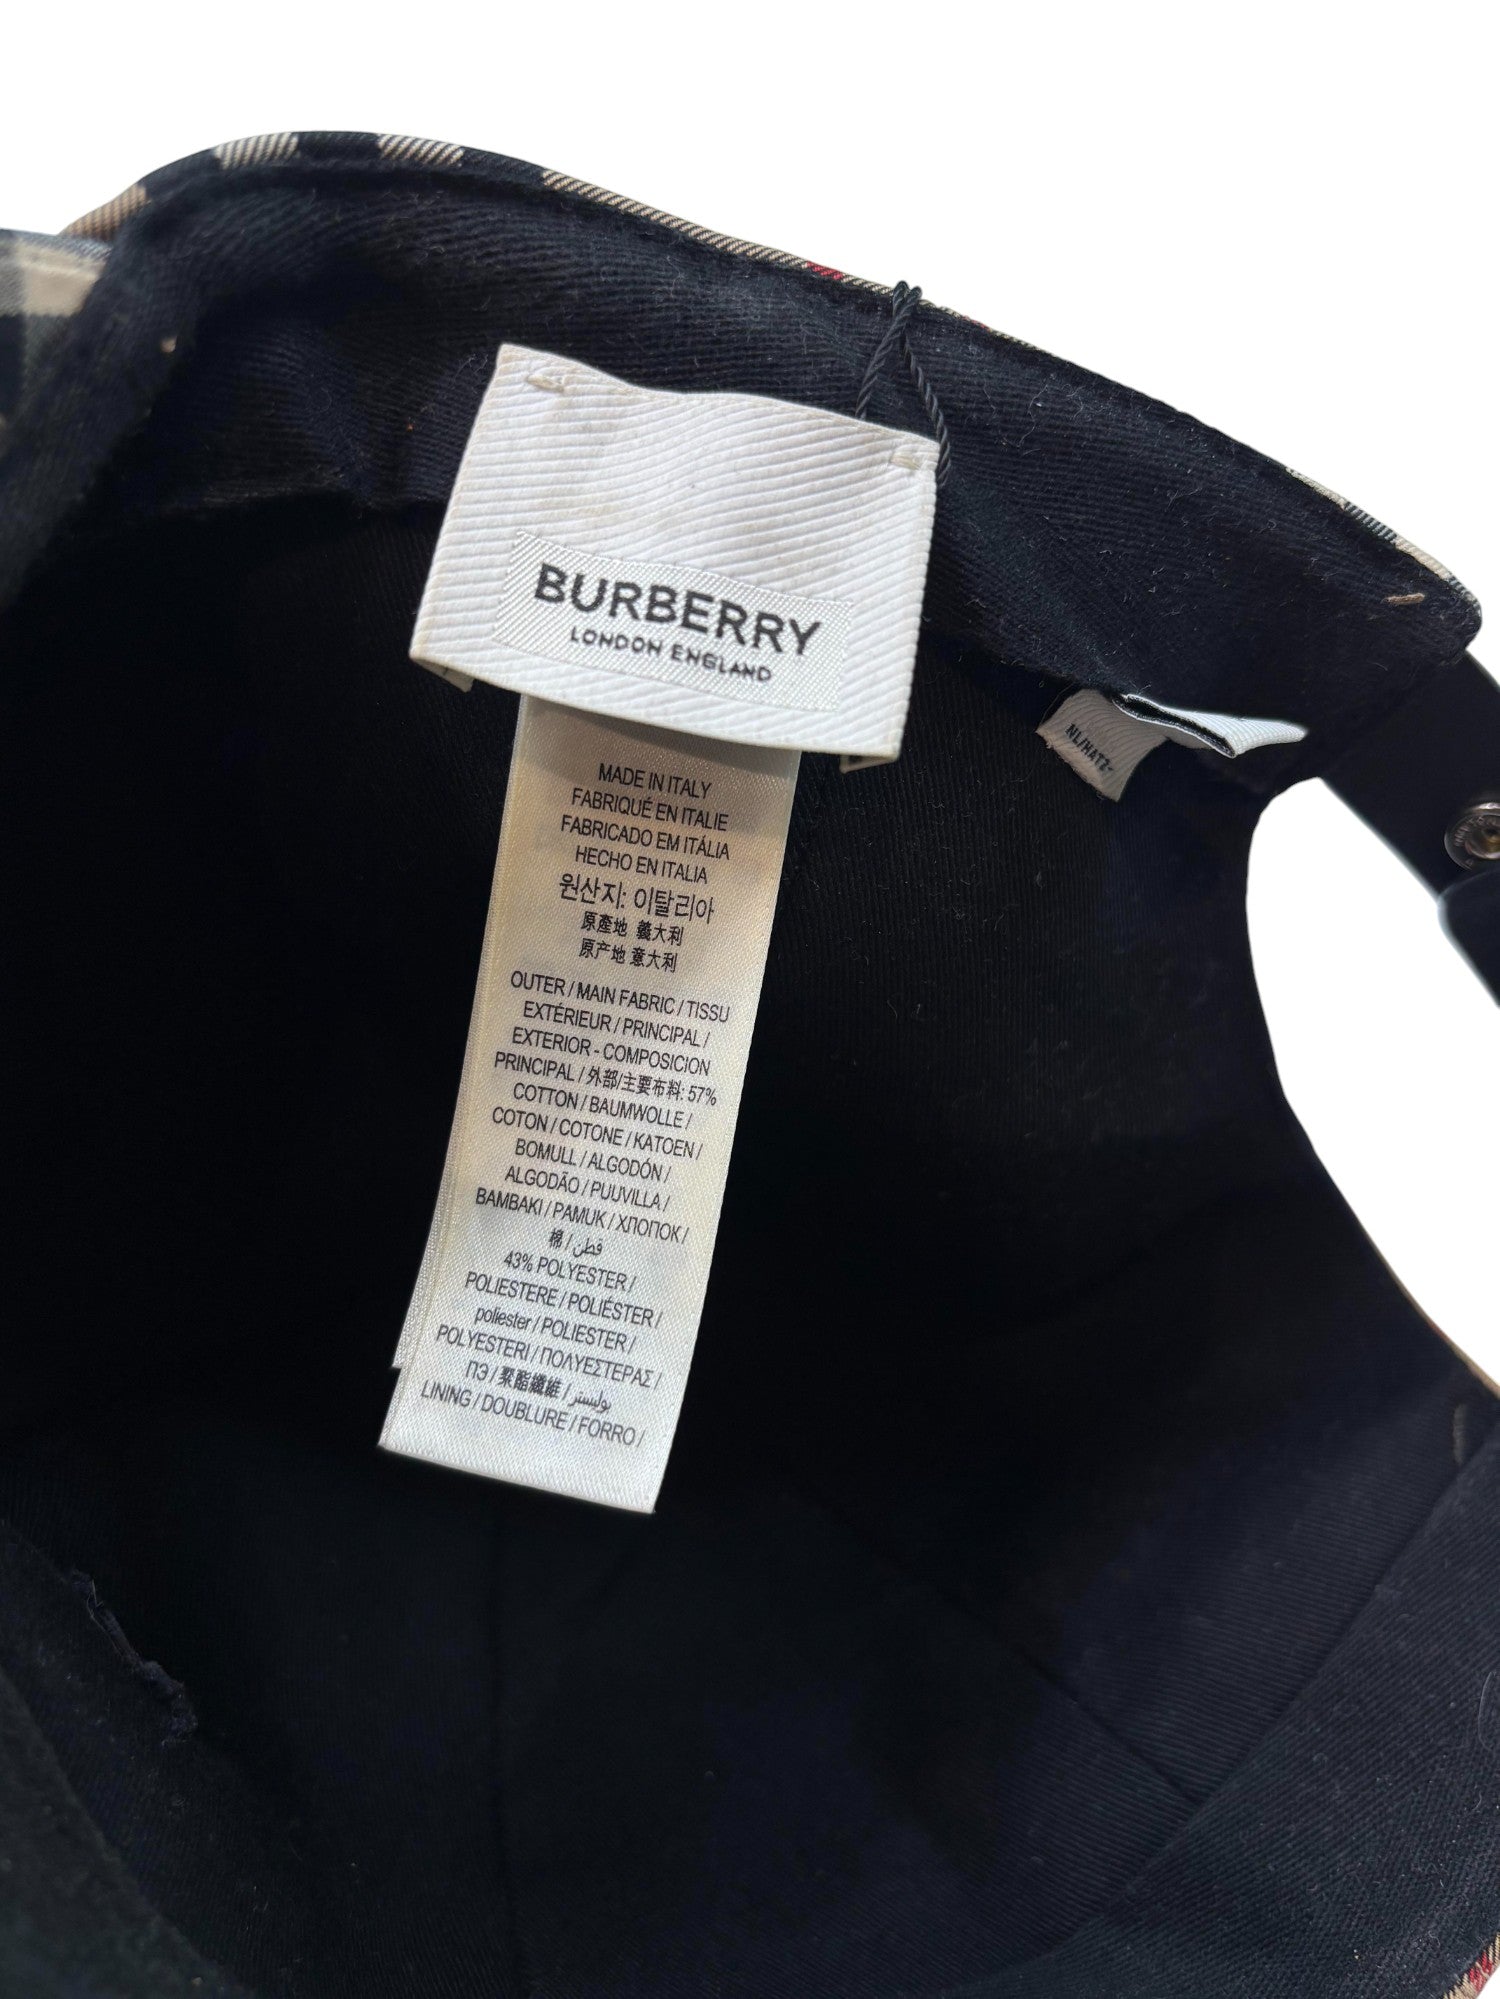 BURBERRY
LONDON ENGLAND
MADE IN ITALY
FABRIQUÉ EN ITALIE
FABRICADO EM ITÁLIA
HECHO EN ITALIA
원산지: 이탈리아
原產地 義大利
原产地 意大利
OUTER / MAIN FABRIC / TISSU
EXTÉRIEUR / PRINCIPAL /
EXTERIOR - COMPOSICION
PRINCIPAL / 外部/主要布料: 57%
COTTON / BAUMWOLLE /
COTON / COTONE / KATOEN /
BOMULL / ALGODÓN /
ALGODÃO / PUUVILLA /
BAMBAKI / PAMUK / ХЛОПОК /
棉 / قطن
43% POLYESTER /
POLIESTERE / POLIÉSTER /
poliester / POLIESTER /
POLYESTERI / ΠΟΛΥΕΣΤΕΡΑΣ /
ПЭ / 聚酯纖維 / بوليستر
LINING / DOUBLURE / FORRO /
NL/HAT2-